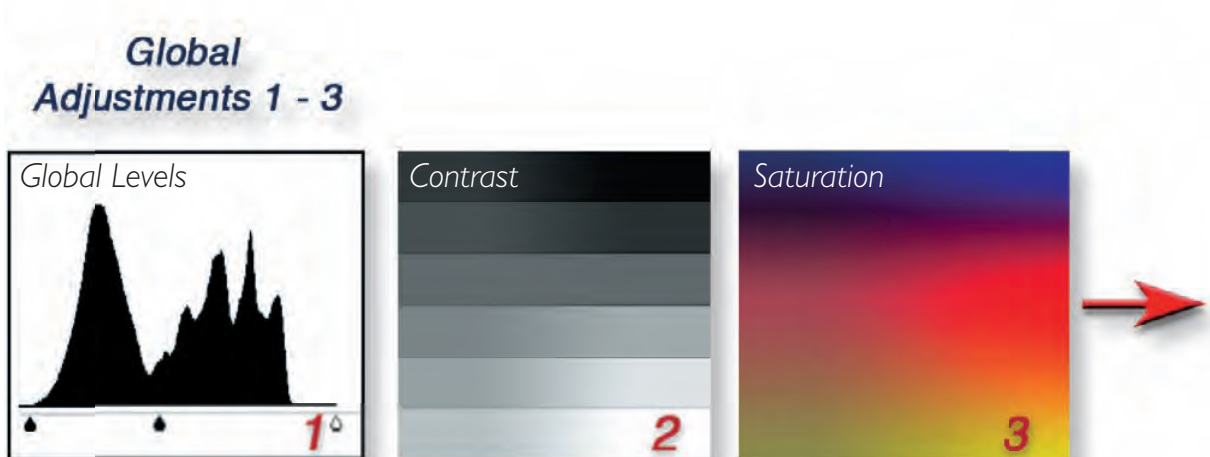 Global
Adjustments 1 - 3
Global Levels
Contrast
Saturation
1
2
3